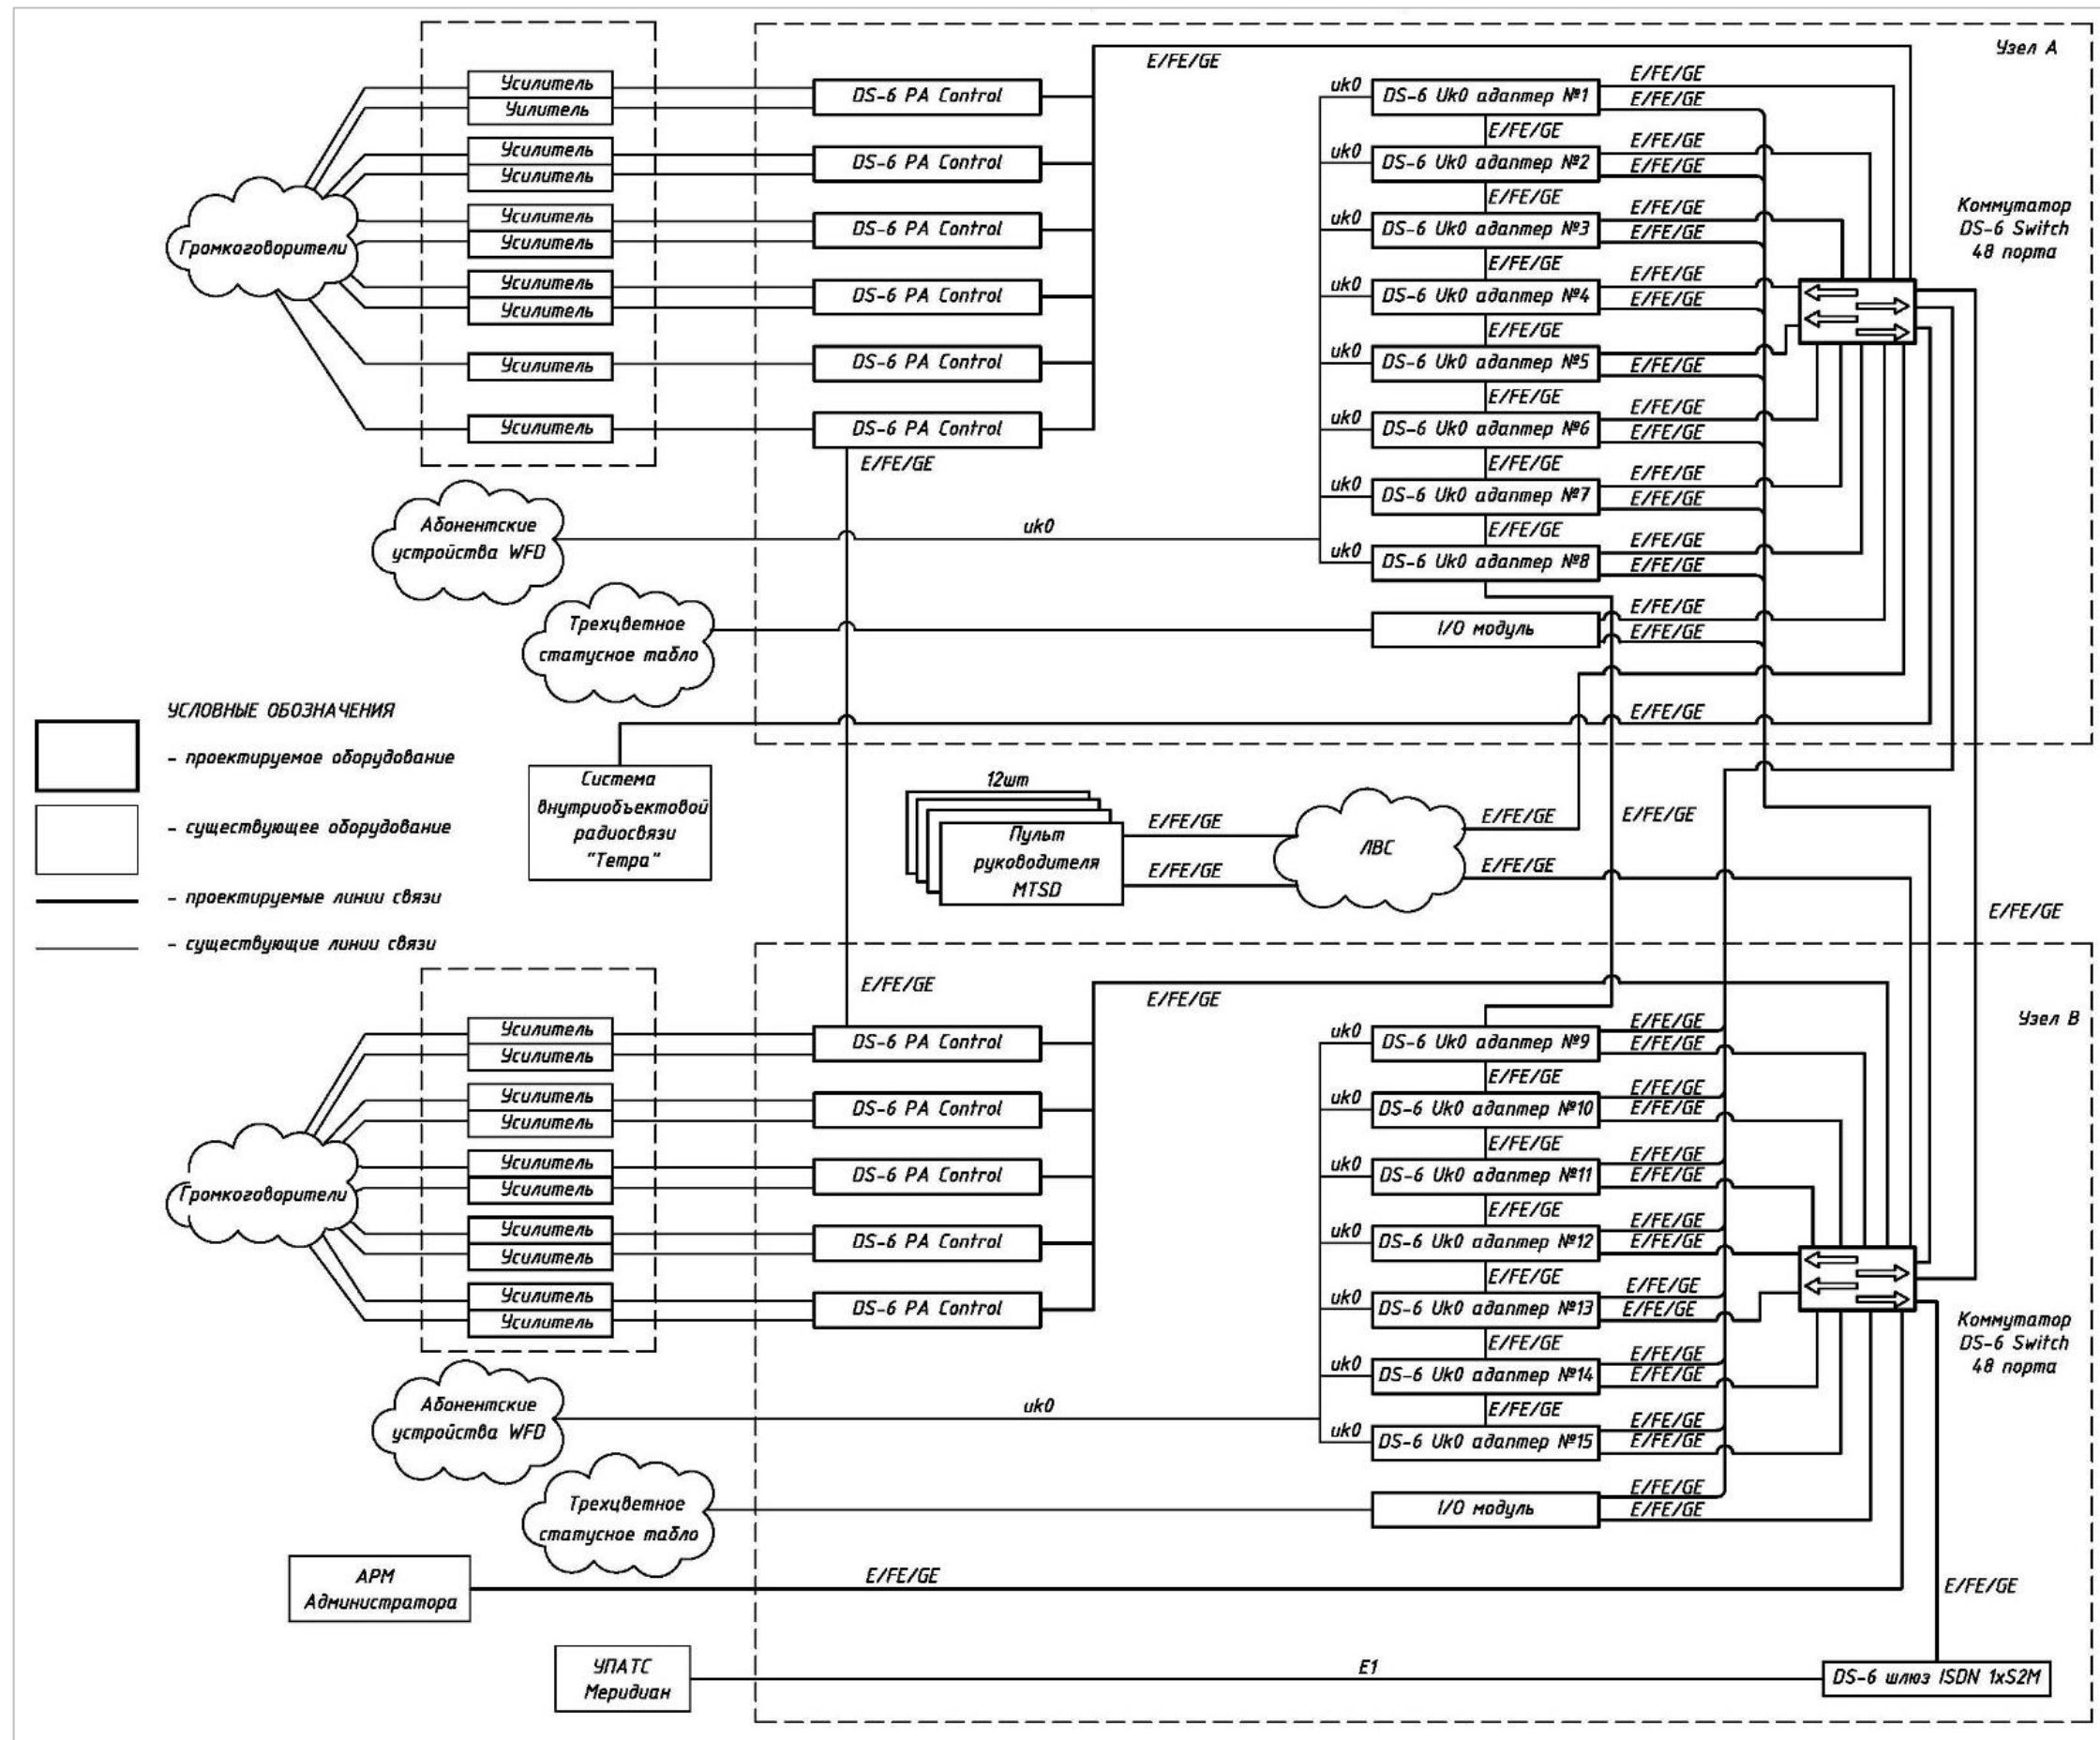 E/FE/GE
Узел А
Усилитель
Уилитель
DS-6 PA Control
uk0
DS-6 Uk0 адаптер №1
E/FE/GE
E/FE/GE
E/FE/GE
Усилитель
Усилитель
DS-6 PA Control
uk0
DS-6 Uk0 адаптер №2
E/FE/GE
E/FE/GE
E/FE/GE
Усилитель
Усилитель
DS-6 PA Control
uk0
DS-6 Uk0 адаптер №3
E/FE/GE
E/FE/GE
E/FE/GE
Коммутатор
DS-6 Switch
48 порта
Громкоговорители
Усилитель
Усилитель
DS-6 PA Control
uk0
DS-6 Uk0 адаптер №4
E/FE/GE
E/FE/GE
E/FE/GE
Усилитель
DS-6 PA Control
uk0
DS-6 Uk0 адаптер №5
E/FE/GE
E/FE/GE
Усилитель
DS-6 PA Control
uk0
DS-6 Uk0 адаптер №6
E/FE/GE
E/FE/GE
E/FE/GE
E/FE/GE
uk0
DS-6 Uk0 адаптер №7
E/FE/GE
E/FE/GE
E/FE/GE
Абонентские
устройства WFD
uk0
uk0
DS-6 Uk0 адаптер №8
E/FE/GE
E/FE/GE
Трехцветное
статусное табло
I/O модуль
E/FE/GE
E/FE/GE
E/FE/GE
УСЛОВНЫЕ ОБОЗНАЧЕНИЯ
- проектируемое оборудование
- существующее оборудование
- проектируемые линии связи
- существующие линии связи
Система
внутриобъектовой
радиосвязи
"Тетра"
12шт
Пульт
руководителя
MTSD
E/FE/GE
E/FE/GE
ЛВС
E/FE/GE
E/FE/GE
E/FE/GE
E/FE/GE
E/FE/GE
E/FE/GE
Узел В
Усилитель
Усилитель
DS-6 PA Control
uk0
DS-6 Uk0 адаптер №9
E/FE/GE
E/FE/GE
E/FE/GE
Усилитель
Усилитель
DS-6 PA Control
uk0
DS-6 Uk0 адаптер №10
E/FE/GE
E/FE/GE
E/FE/GE
Громкоговорители
Усилитель
Усилитель
DS-6 PA Control
uk0
DS-6 Uk0 адаптер №11
E/FE/GE
E/FE/GE
E/FE/GE
Усилитель
Усилитель
DS-6 PA Control
uk0
DS-6 Uk0 адаптер №12
E/FE/GE
E/FE/GE
E/FE/GE
Усилитель
Усилитель
DS-6 PA Control
uk0
DS-6 Uk0 адаптер №13
E/FE/GE
E/FE/GE
E/FE/GE
Коммутатор
DS-6 Switch
48 порта
uk0
DS-6 Uk0 адаптер №14
E/FE/GE
E/FE/GE
E/FE/GE
Абонентские
устройства WFD
uk0
uk0
DS-6 Uk0 адаптер №15
E/FE/GE
E/FE/GE
Трехцветное
статусное табло
I/O модуль
E/FE/GE
E/FE/GE
АРМ
Администратора
E/FE/GE
E/FE/GE
УПАТС
Меридиан
E1
DS-6 шлюз ISDN 1xS2M